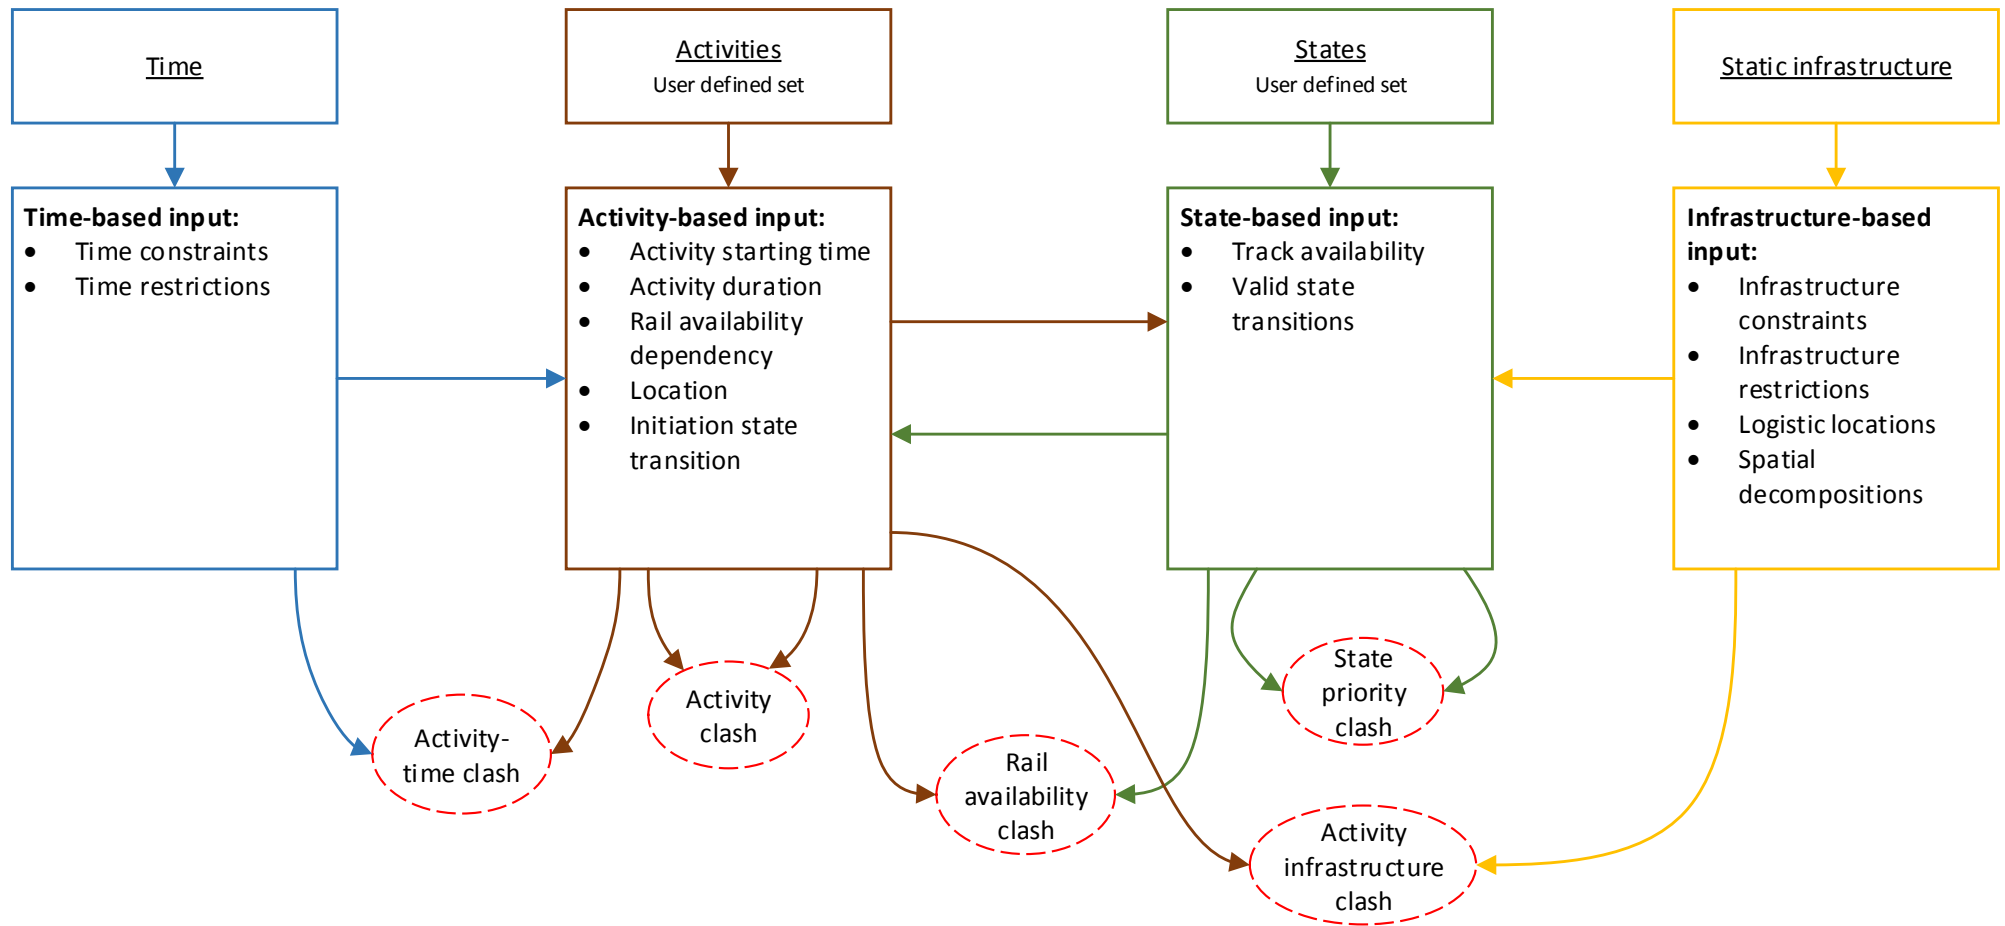 Time
Activities
User defined set
States
User defined set
Static infrastructure
Time-based input:
• Time constraints
• Time restrictions
Activity-based input:
• Activity starting time
• Activity duration
• Rail availability
dependency
• Location
• Initiation state
transition
State-based input:
• Track availability
• Valid state
transitions
Infrastructure-based
input:
• Infrastructure
constraints
• Infrastructure
restrictions
• Logistic locations
• Spatial
decompositions
Activity-
time clash
Activity
clash
Rail
availability
clash
State
priority
clash
Activity
infrastructure
clash